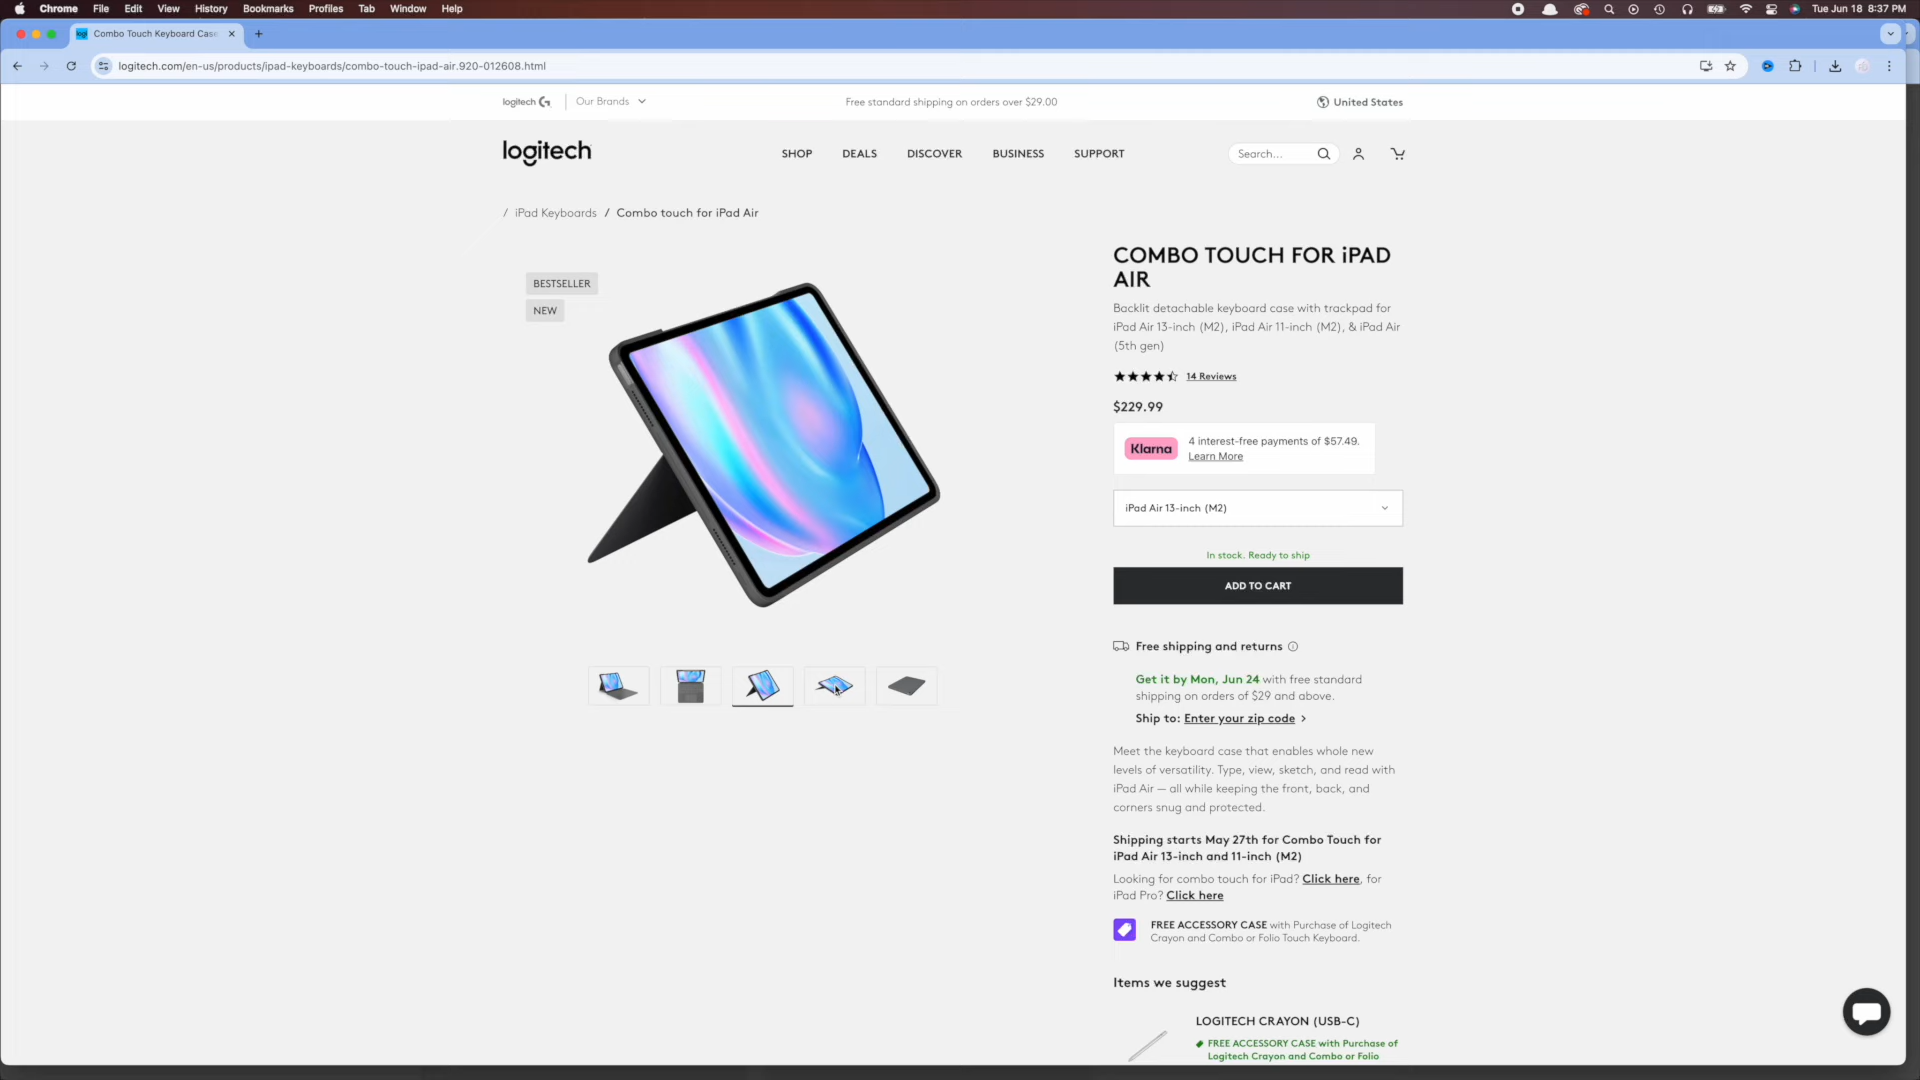 Chrome File Edit View History Bookmarks Profiles Tab Window Help
Tue Jun 18 8:37 PM
logi Combo Touch Keyboard Case
logitech.com/en-us/products/ipad-keyboards/combo-touch-ipad-air.920-012608.html
logitech G Our Brands
Free standard shipping on orders over $29.00
United States
logitech
SHOP DEALS DISCOVER BUSINESS SUPPORT
Search...
/ iPad Keyboards / Combo touch for iPad Air
BESTSELLER
NEW
COMBO TOUCH FOR iPAD
AIR
Backlit detachable keyboard case with trackpad for
iPad Air 13-inch (M2), iPad Air 11-inch (M2), & iPad Air
(5th gen)
14 Reviews
$229.99
Klarna
4 interest-free payments of $57.49.
Learn More
iPad Air 13-inch (M2)
In stock. Ready to ship
ADD TO CART
Free shipping and returns
Get it by Mon, Jun 24 with free standard
shipping on orders of $29 and above.
Ship to: Enter your zip code >
Meet the keyboard case that enables whole new
levels of versatility. Type, view, sketch, and read with
iPad Air — all while keeping the front, back, and
corners snug and protected.
Shipping starts May 27th for Combo Touch for
iPad Air 13-inch and 11-inch (M2)
Looking for combo touch for iPad? Click here, for
iPad Pro? Click here
FREE ACCESSORY CASE with Purchase of Logitech
Crayon and Combo or Folio Touch Keyboard.
Items we suggest
LOGITECH CRAYON (USB-C)
FREE ACCESSORY CASE with Purchase of
Logitech Crayon and Combo or Folio